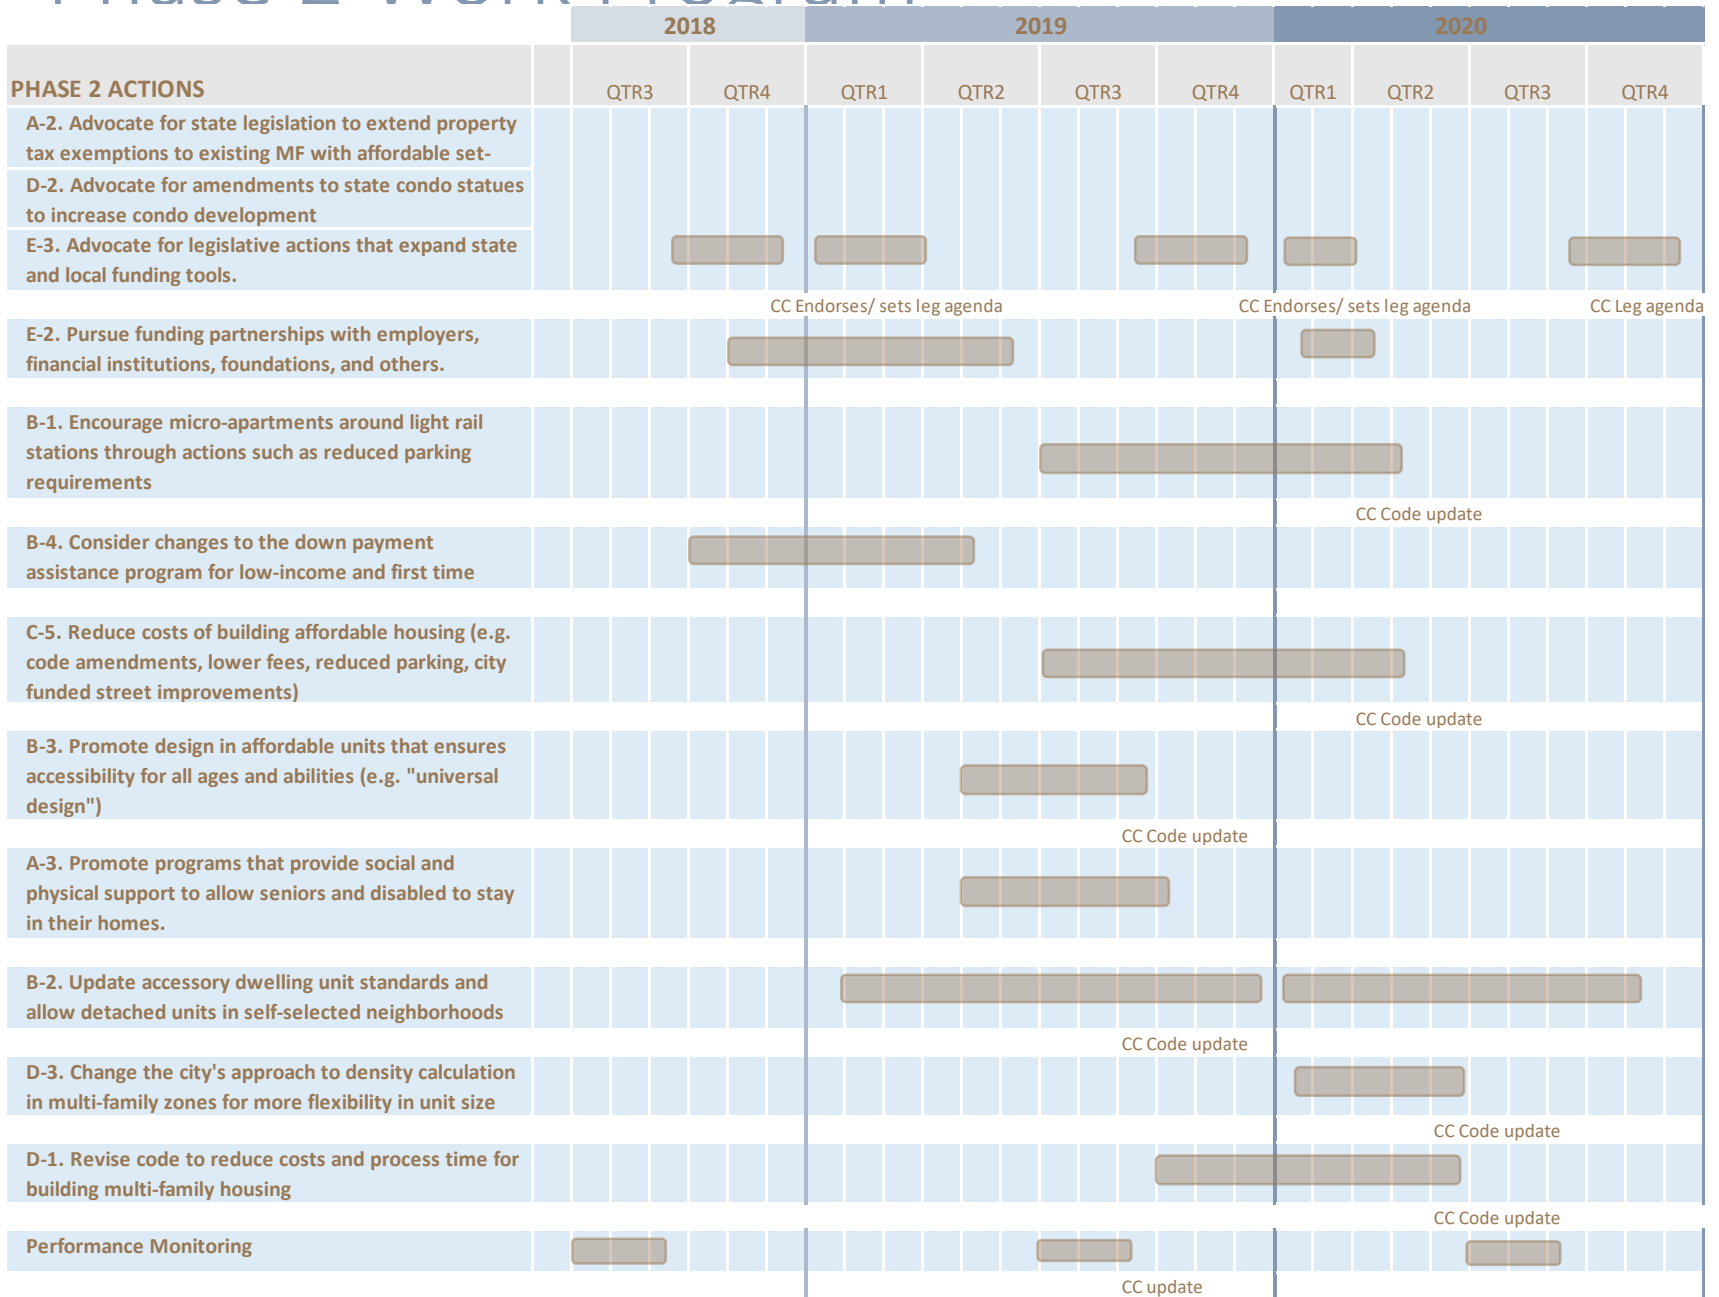 Phase 2 Work Program
2018 2019 2020
PHASE 2 ACTIONS QTR3 QTR4 QTR1 QTR2 QTR3 QTR4 QTR1 QTR2 QTR3 QTR4
A-2. Advocate for state legislation to extend property
tax exemptions to existing MF with affordable set-
D-2. Advocate for amendments to state condo statues
to increase condo development
E-3. Advocate for legislative actions that expand state
and local funding tools.
CC Endorses/ sets leg agenda CC Endorses/ sets leg agenda CC Leg agenda
E-2. Pursue funding partnerships with employers,
financial institutions, foundations, and others.
B-1. Encourage micro-apartments around light rail
stations through actions such as reduced parking
requirements
CC Code update
B-4. Consider changes to the down payment
assistance program for low-income and first time
C-5. Reduce costs of building affordable housing (e.g.
code amendments, lower fees, reduced parking, city
funded street improvements)
CC Code update
B-3. Promote design in affordable units that ensures
accessibility for all ages and abilities (e.g. "universal
design")
CC Code update
A-3. Promote programs that provide social and
physical support to allow seniors and disabled to stay
in their homes.
B-2. Update accessory dwelling unit standards and
allow detached units in self-selected neighborhoods
CC Code update
D-3. Change the city's approach to density calculation
in multi-family zones for more flexibility in unit size
CC Code update
D-1. Revise code to reduce costs and process time for
building multi-family housing
CC Code update
Performance Monitoring
CC update